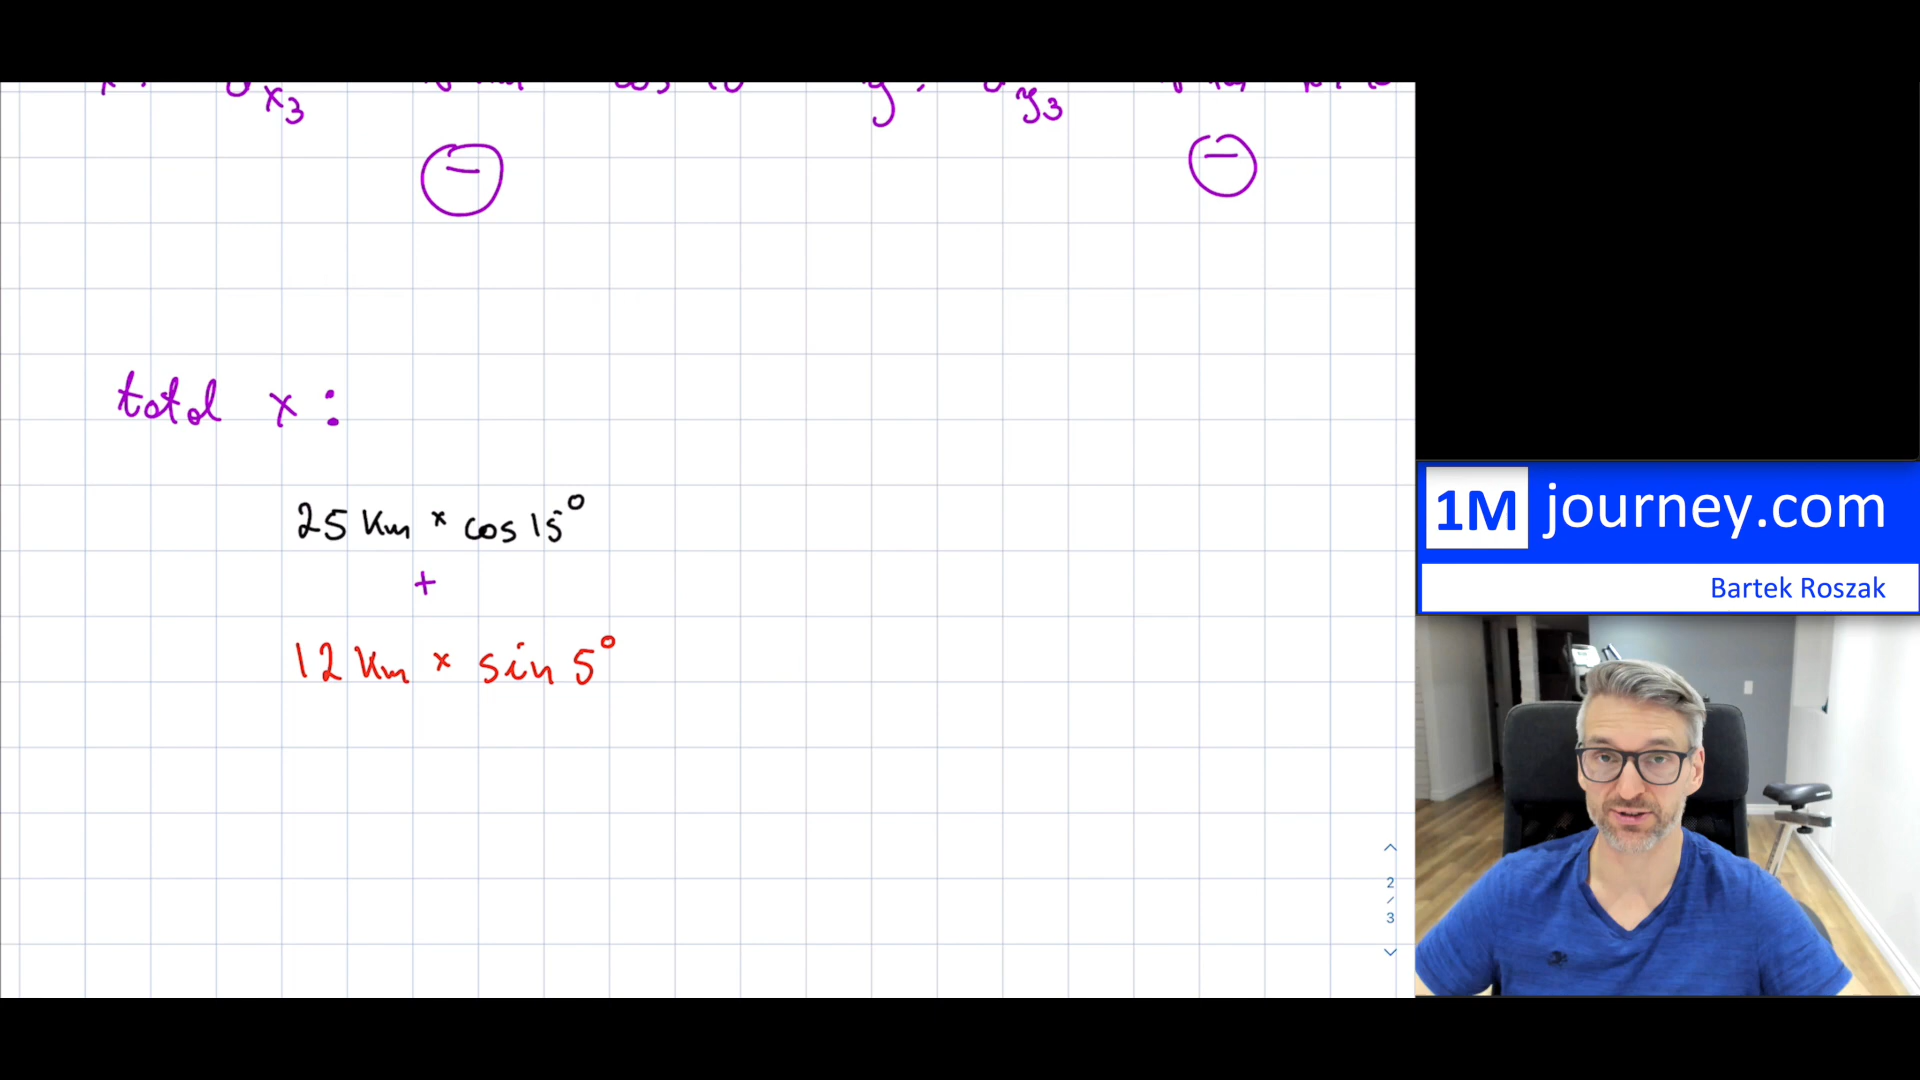 x3 y3
− −
total x :
25 km × cos 15°
+
12 km × sin 5°
2
/
3
1M journey.com
Bartek Roszak